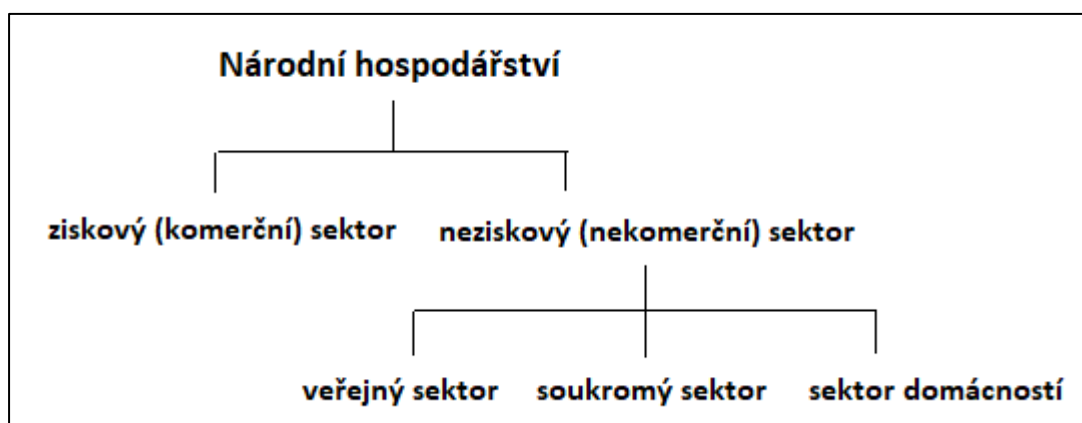 Národní hospodářství
ziskový (komerční) sektor neziskový (nekomerční) sektor
veřejný sektor soukromý sektor sektor domácností